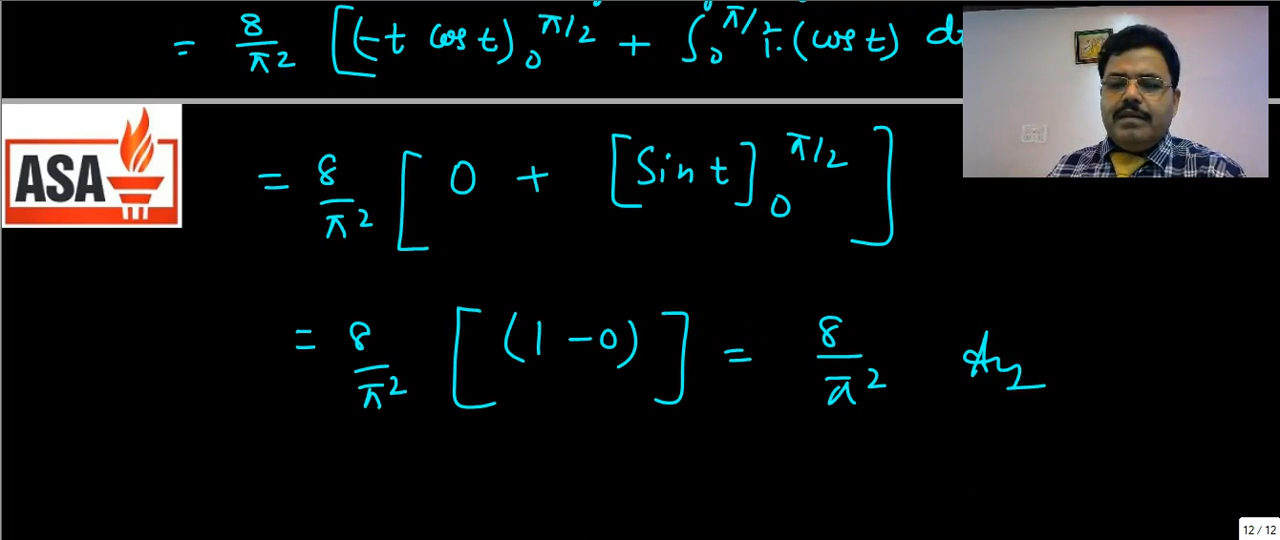 = 8/π2 [(-t cos t)0 π/2 + ∫0 π/2 1.(cos t) d
ASA
= 8/π2 [ 0 + [Sin t]0 π/2 ]
= 8/π2 [ (1 - 0) ] = 8/π2
12 / 12